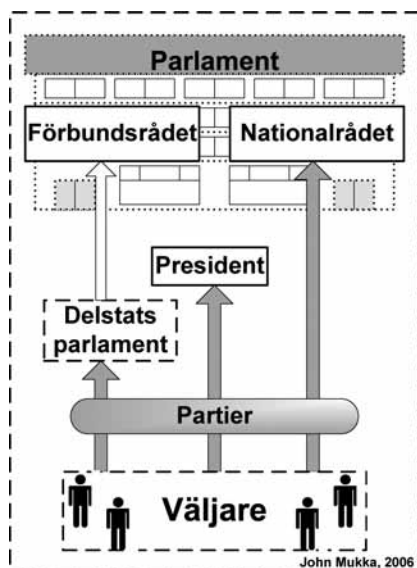 Parlament
Förbundsrådet
Nationalrådet
President
Delstats
parlament
Partier
Väljare
John Mukka, 2006